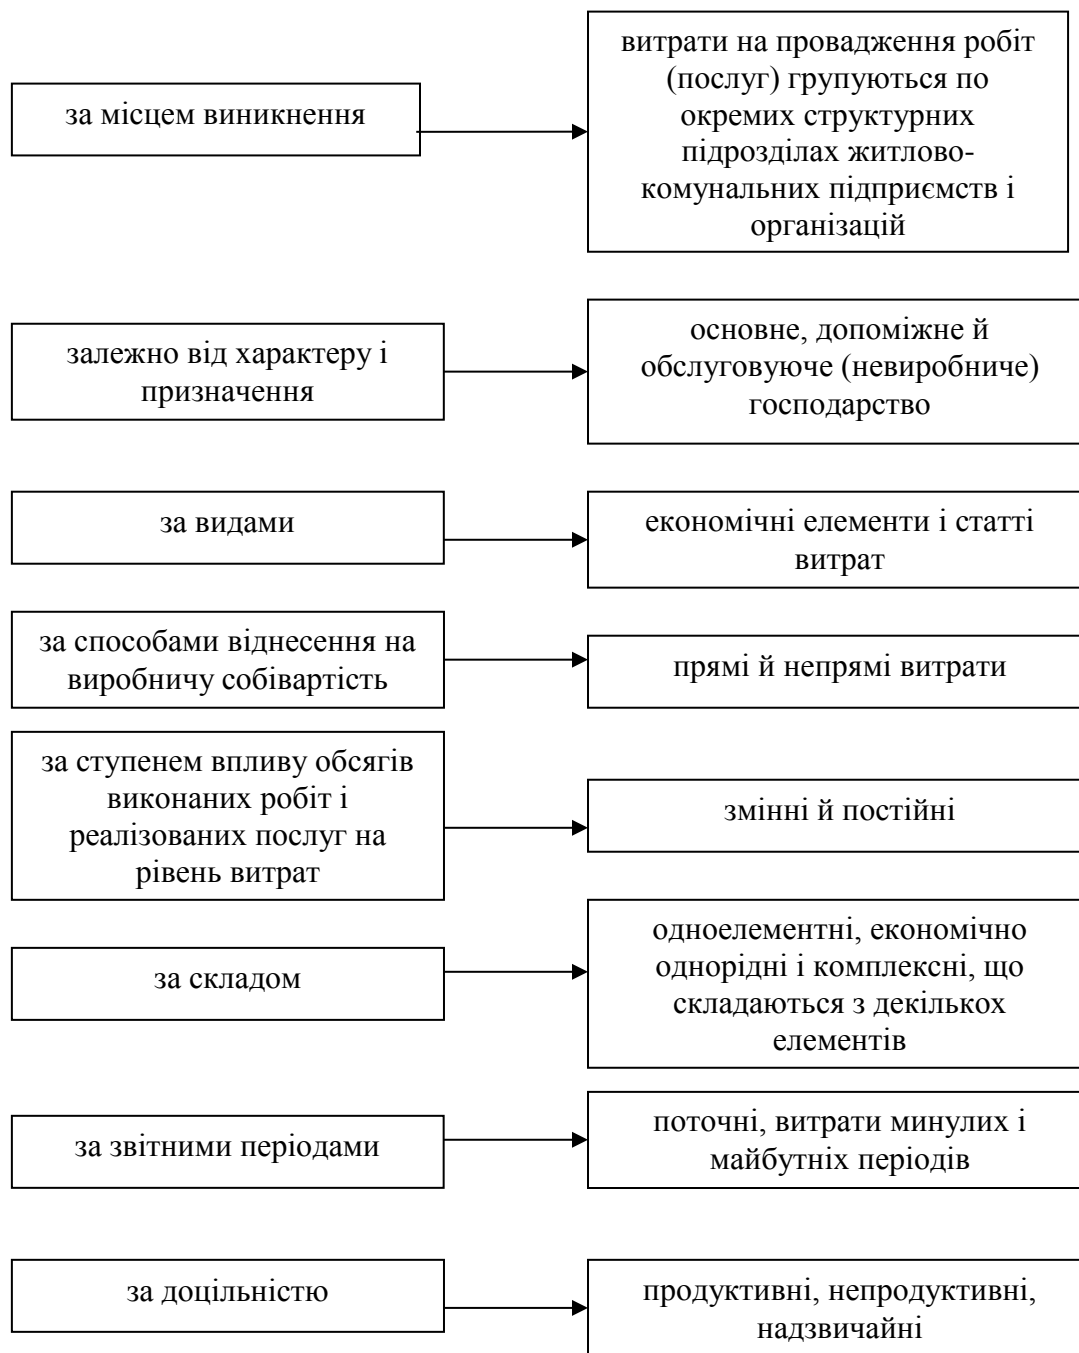 за місцем виникнення
витрати на провадження робіт
(послуг) групуються по
окремих структурних
підрозділах житлово-
комунальних підприємств і
організацій
залежно від характеру і
призначення
основне, допоміжне й
обслуговуюче (невиробниче)
господарство
за видами
економічні елементи і статті
витрат
за способами віднесення на
виробничу собівартість
прямі й непрямі витрати
за ступенем впливу обсягів
виконаних робіт і
реалізованих послуг на
рівень витрат
змінні й постійні
за складом
одноелементні, економічно
однорідні і комплексні, що
складаються з декількох
елементів
за звітними періодами
поточні, витрати минулих і
майбутніх періодів
за доцільністю
продуктивні, непродуктивні,
надзвичайні